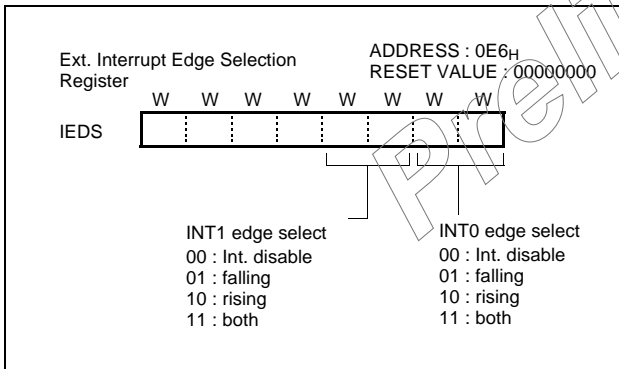 Ext. Interrupt Edge Selection
Register
ADDRESS : 0E6H
RESET VALUE : 00000000
W W W W W W W W
IEDS
INT1 edge select
00 : Int. disable
01 : falling
10 : rising
11 : both
INT0 edge select
00 : Int. disable
01 : falling
10 : rising
11 : both
Preli